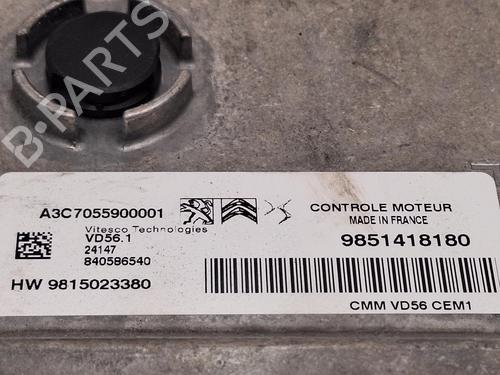 B-PARTS
A3C7055900001
CONTROLE MOTEUR
MADE IN FRANCE
Vitesco Technologies
VD56.1
24147
840586540
9851418180
HW 9815023380
CMM VD56 CEM1